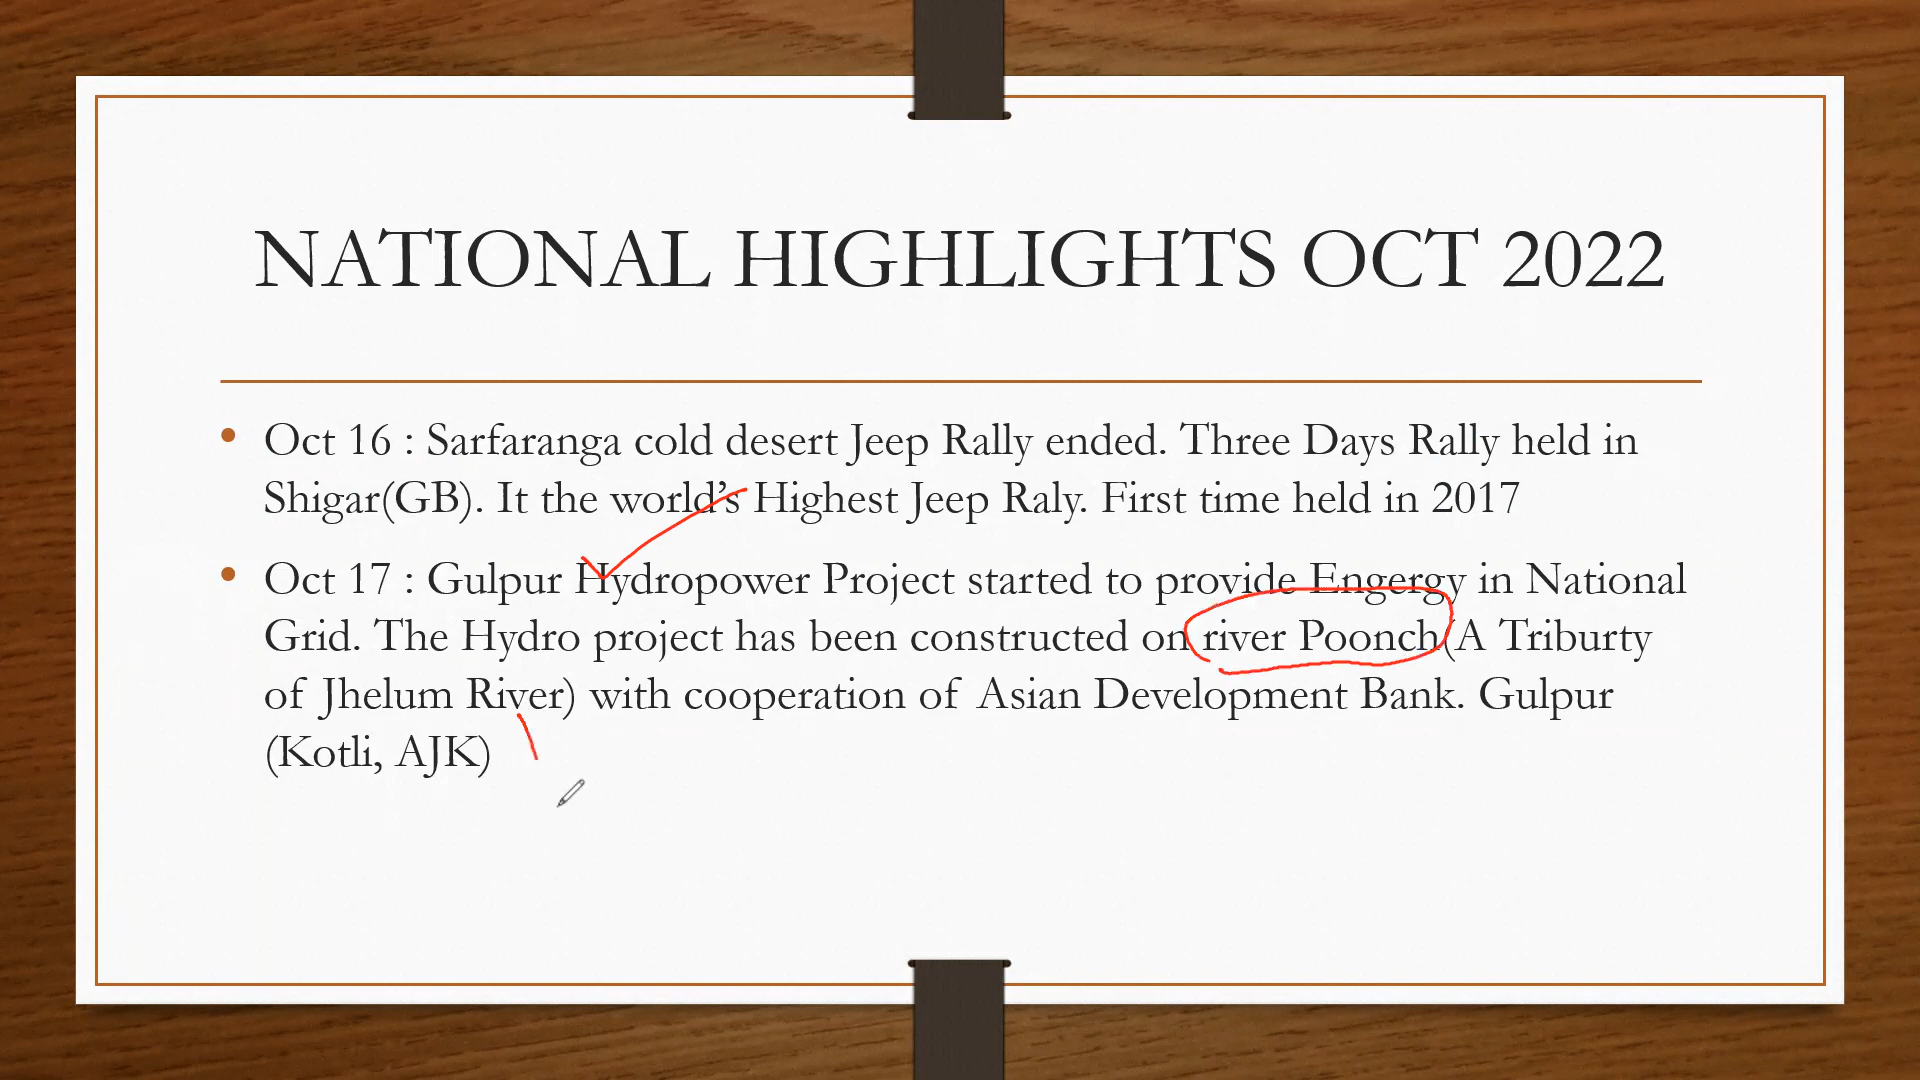 NATIONAL HIGHLIGHTS OCT 2022
• Oct 16 : Sarfaranga cold desert Jeep Rally ended. Three Days Rally held in
Shigar(GB). It the world’s Highest Jeep Raly. First time held in 2017
• Oct 17 : Gulpur Hydropower Project started to provide Engergy in National
Grid. The Hydro project has been constructed on river Poonch(A Triburty
of Jhelum River) with cooperation of Asian Development Bank. Gulpur
(Kotli, AJK)